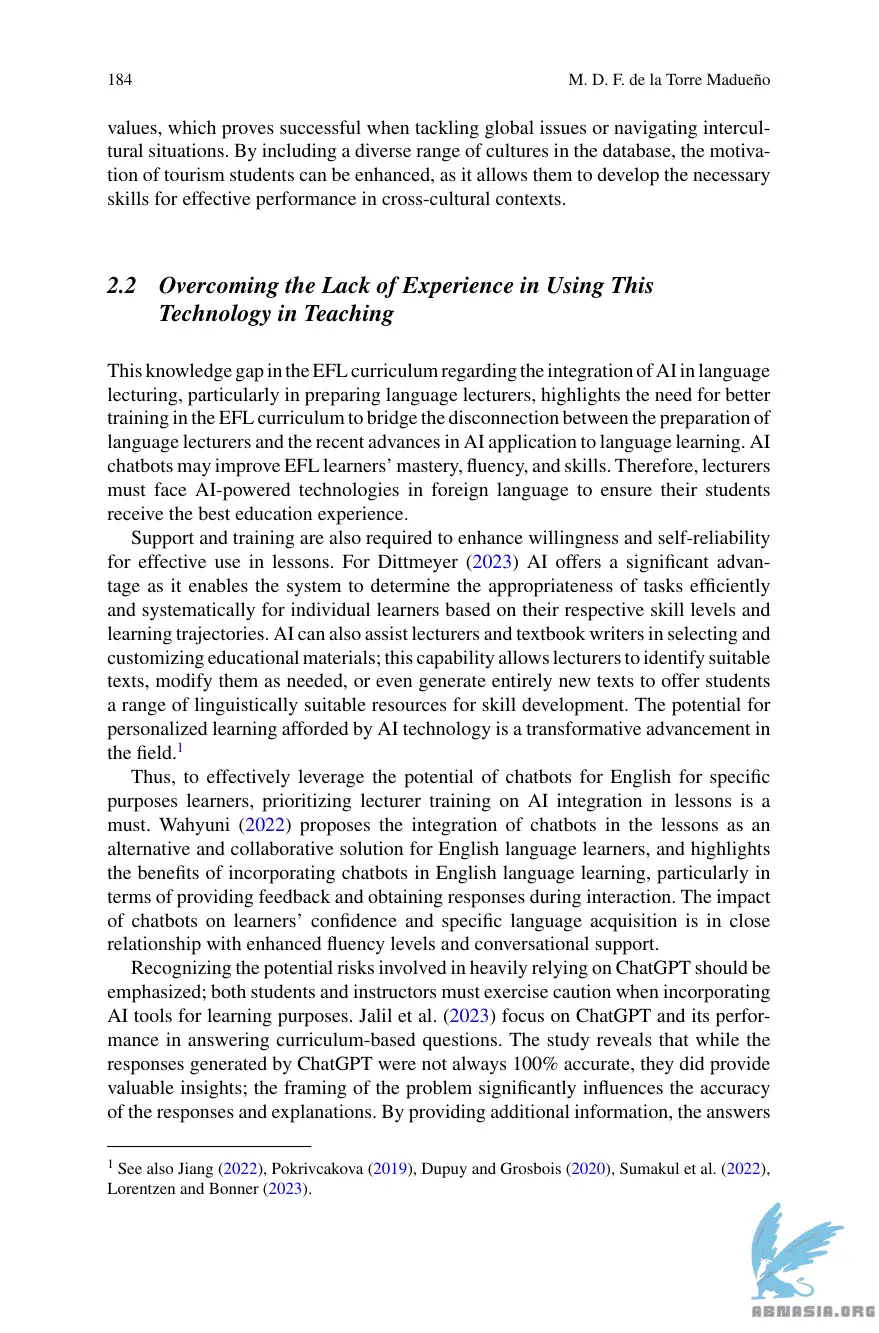 184
M. D. F. de la Torre Madueño
values, which proves successful when tackling global issues or navigating intercul-
tural situations. By including a diverse range of cultures in the database, the motiva-
tion of tourism students can be enhanced, as it allows them to develop the necessary
skills for effective performance in cross-cultural contexts.
2.2 Overcoming the Lack of Experience in Using This
Technology in Teaching
This knowledge gap in the EFL curriculum regarding the integration of AI in language
lecturing, particularly in preparing language lecturers, highlights the need for better
training in the EFL curriculum to bridge the disconnection between the preparation of
language lecturers and the recent advances in AI application to language learning. AI
chatbots may improve EFL learners’ mastery, fluency, and skills. Therefore, lecturers
must face AI-powered technologies in foreign language to ensure their students
receive the best education experience.
Support and training are also required to enhance willingness and self-reliability
for effective use in lessons. For Dittmeyer (2023) AI offers a significant advan-
tage as it enables the system to determine the appropriateness of tasks efficiently
and systematically for individual learners based on their respective skill levels and
learning trajectories. AI can also assist lecturers and textbook writers in selecting and
customizing educational materials; this capability allows lecturers to identify suitable
texts, modify them as needed, or even generate entirely new texts to offer students
a range of linguistically suitable resources for skill development. The potential for
personalized learning afforded by AI technology is a transformative advancement in
the field.1
Thus, to effectively leverage the potential of chatbots for English for specific
purposes learners, prioritizing lecturer training on AI integration in lessons is a
must. Wahyuni (2022) proposes the integration of chatbots in the lessons as an
alternative and collaborative solution for English language learners, and highlights
the benefits of incorporating chatbots in English language learning, particularly in
terms of providing feedback and obtaining responses during interaction. The impact
of chatbots on learners’ confidence and specific language acquisition is in close
relationship with enhanced fluency levels and conversational support.
Recognizing the potential risks involved in heavily relying on ChatGPT should be
emphasized; both students and instructors must exercise caution when incorporating
AI tools for learning purposes. Jalil et al. (2023) focus on ChatGPT and its perfor-
mance in answering curriculum-based questions. The study reveals that while the
responses generated by ChatGPT were not always 100% accurate, they did provide
valuable insights; the framing of the problem significantly influences the accuracy
of the responses and explanations. By providing additional information, the answers
1 See also Jiang (2022), Pokrivcakova (2019), Dupuy and Grosbois (2020), Sumakul et al. (2022),
Lorentzen and Bonner (2023).
ABNASIA.ORG